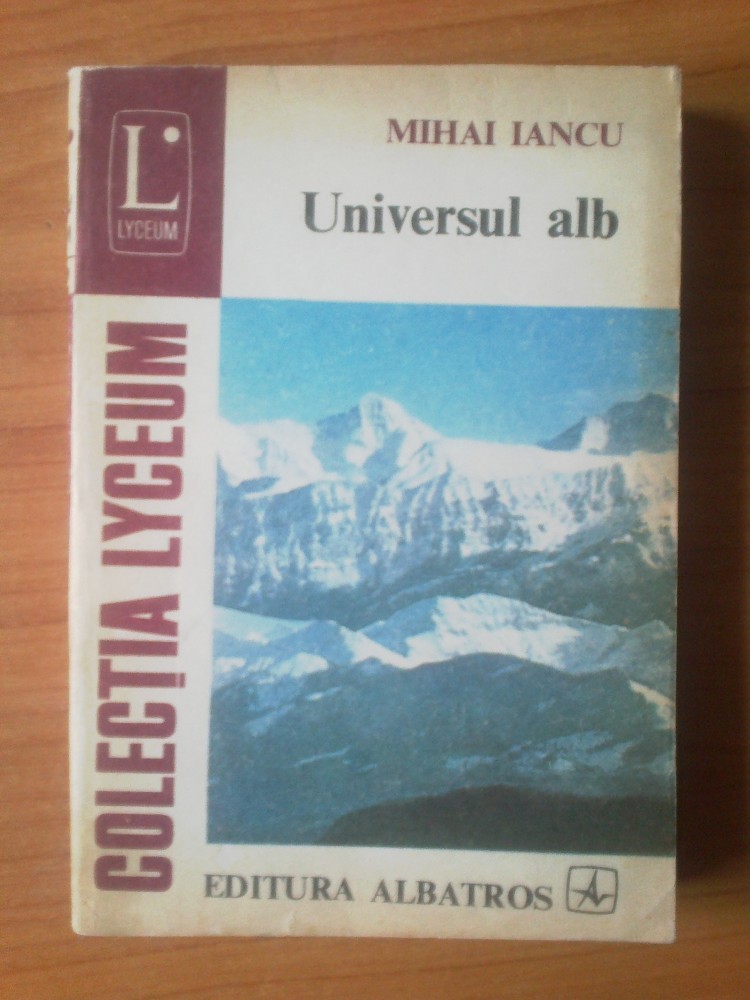 L
LYCEUM
MIHAI IANCU
Universul alb
COLECȚIA LYCEUM
EDITURA ALBATROS